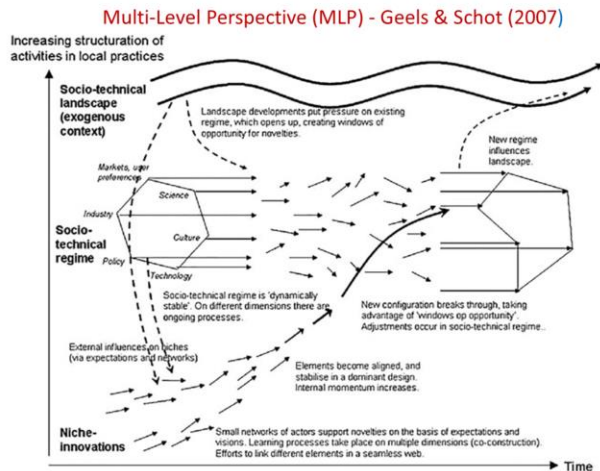 Multi-Level Perspective (MLP) - Geels & Schot (2007)
Increasing structuration of
activities in local practices
Socio-technical
landscape
(exogenous
context)
Landscape developments put pressure on existing
regime, which opens up, creating windows of
opportunity for novelties.
New regime
influences
landscape.
Markets, user
preferences
Science
Industry
Culture
Policy
Technology
Socio-
technical
regime
Socio-technical regime is 'dynamically
stable'. On different dimensions there are
ongoing processes.
New configuration breaks through, taking
advantage of 'windows op opportunity'.
Adjustments occur in socio-technical regime..
External influences on niches
(via expectations and networks)
Elements become aligned, and
stabilise in a dominant design.
Internal momentum increases.
Niche-
innovations
Small networks of actors support novelties on the basis of expectations and
visions. Learning processes take place on multiple dimensions (co-construction).
Efforts to link different elements in a seamless web.
Time